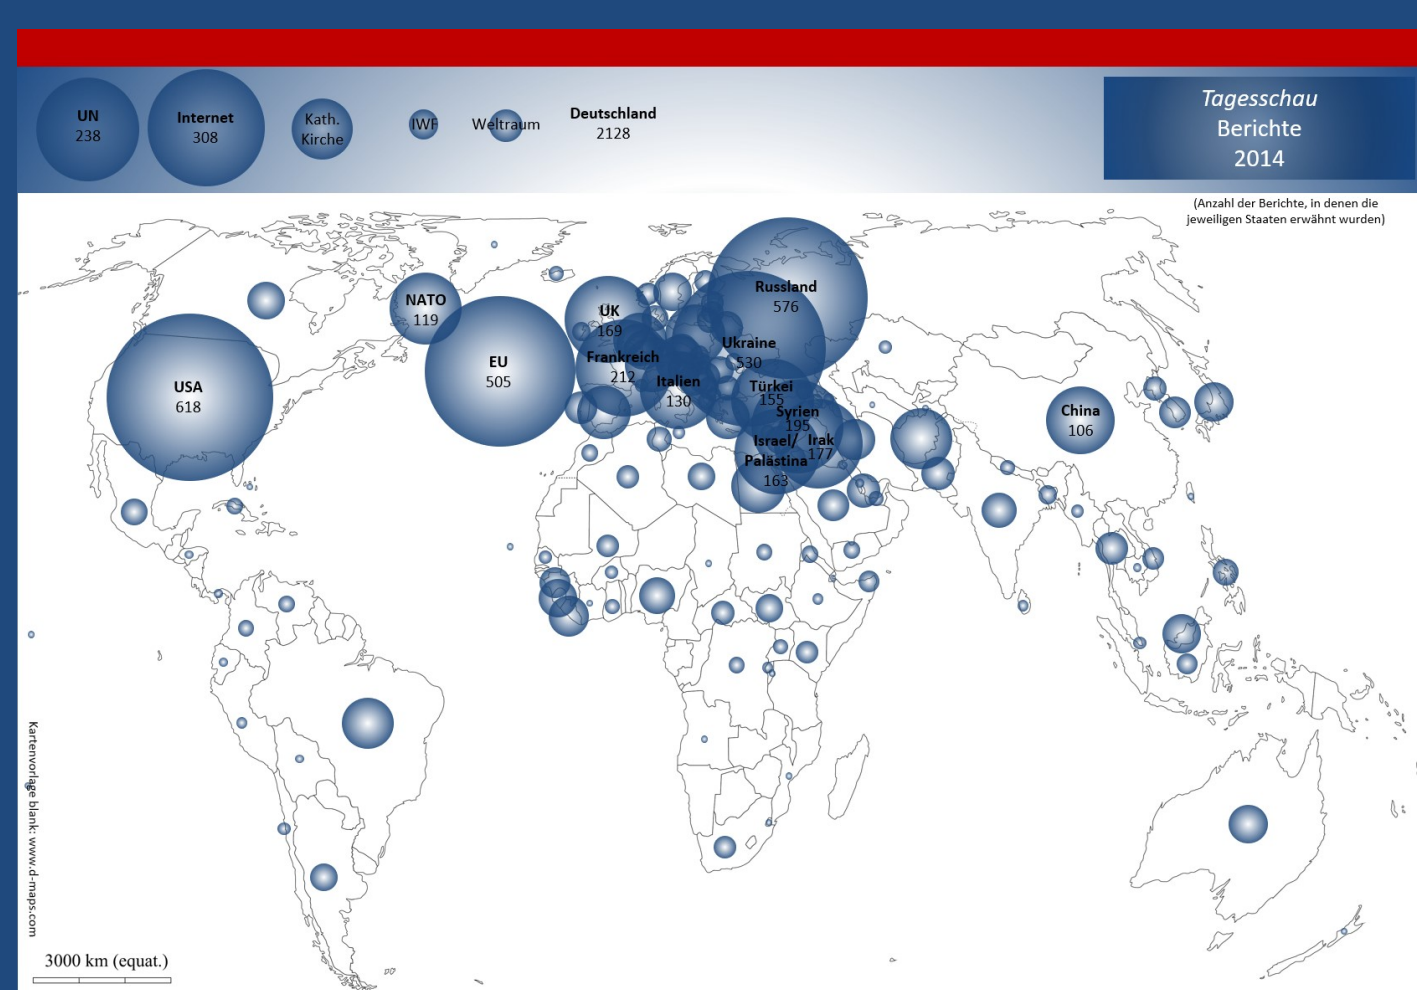 UN
238
Internet
308
Kath.
Kirche
IWF
Weltraum
Deutschland
2128
Tagesschau
Berichte
2014
(Anzahl der Berichte, in denen die
jeweiligen Staaten erwähnt wurden)
NATO
119
UK
169
Russland
576
EU
505
Frankreich
212
Ukraine
530
USA
618
Italien
130
Türkei
155
China
106
Syrien
195
Israel/
Palästina
163
Irak
177
Kartenvorlage blank: www.d-maps.com
3000 km (equat.)